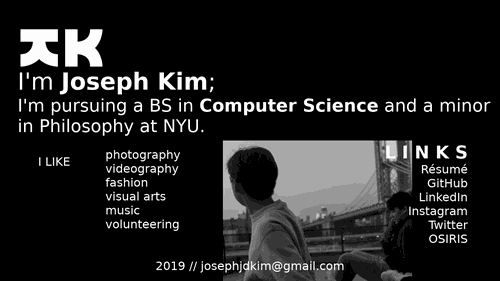 I'm Joseph Kim;
I'm pursuing a BS in Computer Science and a minor
in Philosophy at NYU.
I LIKE
photography
videography
fashion
visual arts
music
volunteering
LINKS
Résumé
GitHub
LinkedIn
Instagram
Twitter
OSIRIS
2019 // josephjdkim@gmail.com